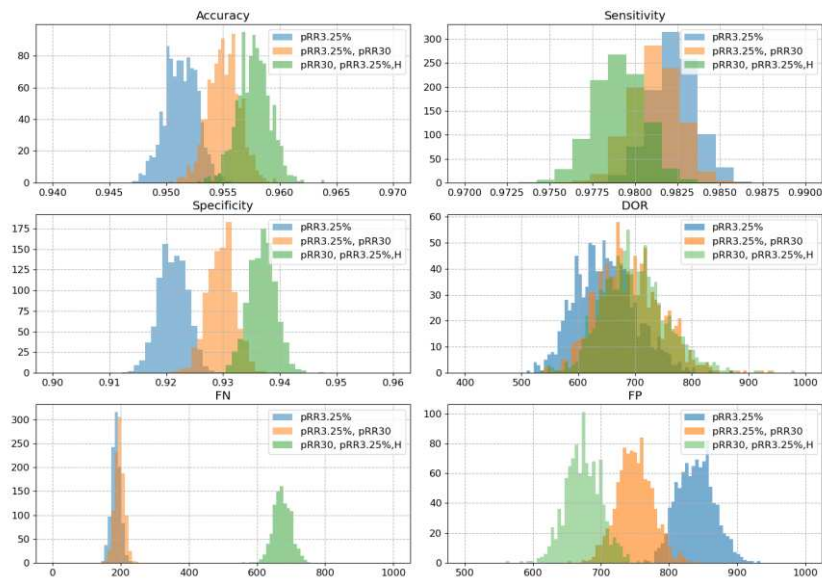 Accuracy
pRR3.25%
pRR3.25%, pRR30
pRR30, pRR3.25%,H
80
60
40
20
0
0.940 0.945 0.950 0.955 0.960 0.965 0.970
Sensitivity
pRR3.25%
pRR3.25%, pRR30
pRR30, pRR3.25%,H
300
250
200
150
100
50
0
0.9700 0.9725 0.9750 0.9775 0.9800 0.9825 0.9850 0.9875 0.9900
Specificity
pRR3.25%
pRR3.25%, pRR30
pRR30, pRR3.25%,H
175
150
125
100
75
50
25
0
0.90 0.91 0.92 0.93 0.94 0.95 0.96
DOR
pRR3.25%
pRR3.25%, pRR30
pRR30, pRR3.25%,H
60
50
40
30
20
10
0
400 500 600 700 800 900 1000
FN
pRR3.25%
pRR3.25%, pRR30
pRR30, pRR3.25%,H
300
250
200
150
100
50
0
0 200 400 600 800 1000
FP
pRR3.25%
pRR3.25%, pRR30
pRR30, pRR3.25%,H
100
80
60
40
20
0
500 600 700 800 900 1000